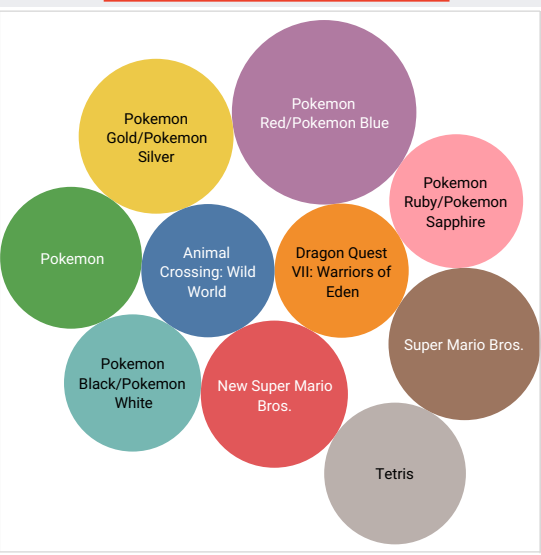 Pokemon
Red/Pokemon Blue
Pokemon
Gold/Pokemon
Silver
Pokemon
Ruby/Pokemon
Sapphire
Pokemon
Animal
Crossing: Wild
World
Dragon Quest
VII: Warriors of
Eden
Super Mario Bros.
Pokemon
Black/Pokemon
White
New Super Mario
Bros.
Tetris